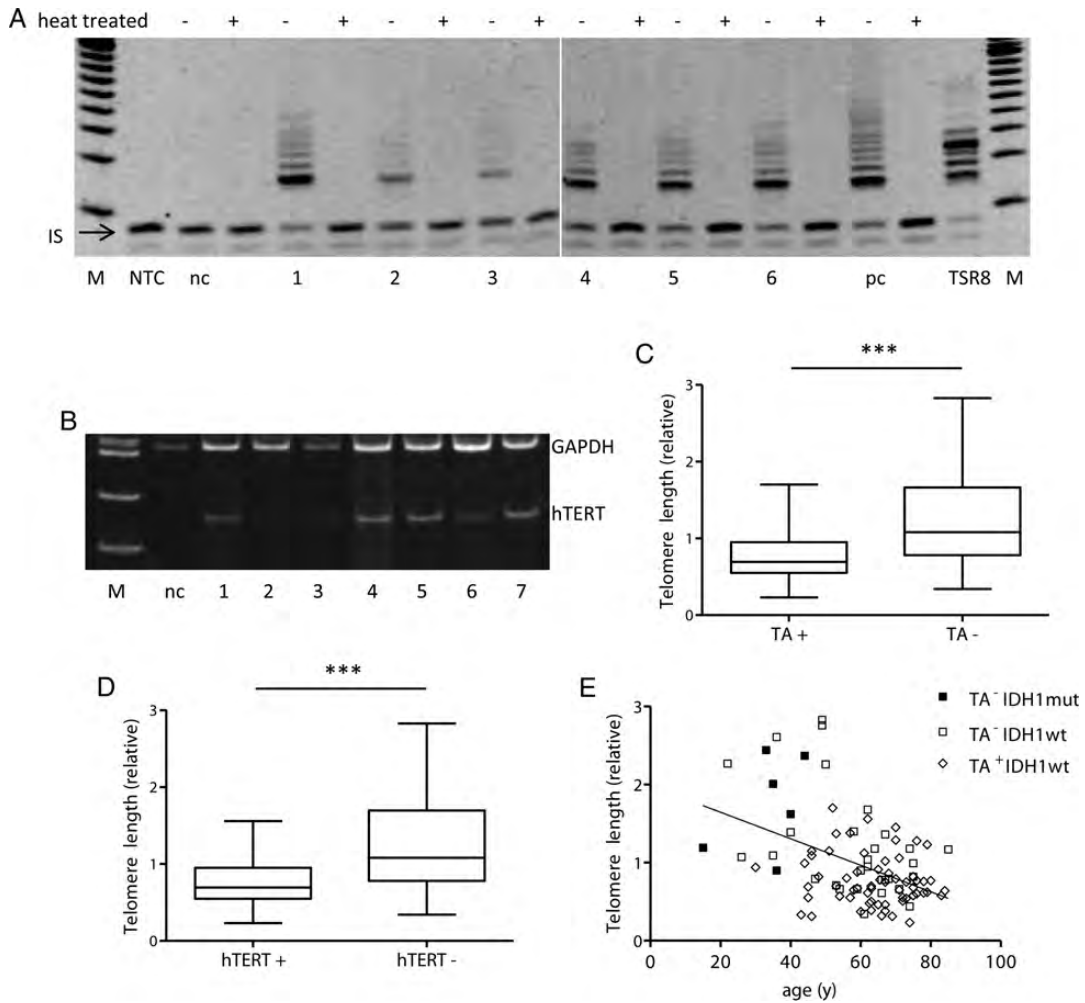 A
heat treated - + - + - + - + - + - + - + - +
IS
M NTC nc 1 2 3 4 5 6 pc TSR8 M
B
GAPDH
hTERT
M nc 1 2 3 4 5 6 7
C
***
Telomere length (relative)
3
2
1
0
TA + TA -
D
***
Telomere length (relative)
3
2
1
0
hTERT + hTERT -
E
TA- IDH1mut
TA- IDH1wt
TA+IDH1wt
Telomere length (relative)
3
2
1
0
0 20 40 60 80 100
age (y)